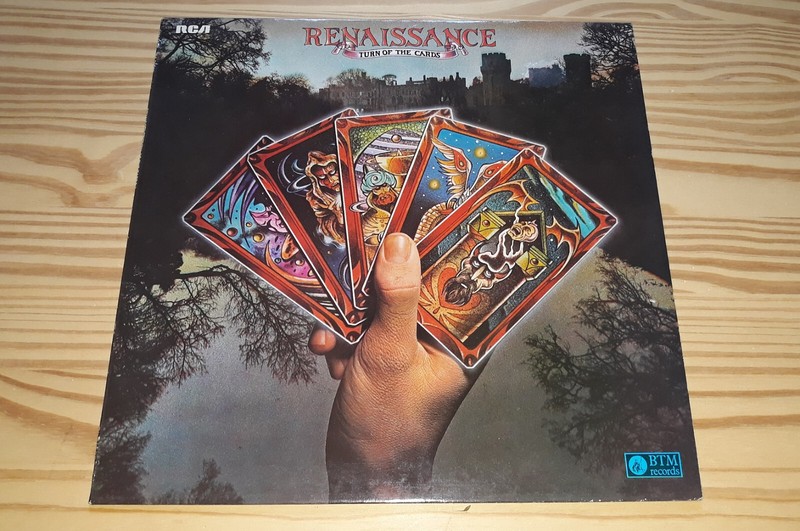 RCA
RENAISSANCE
TURN OF THE CARDS
BTM
records